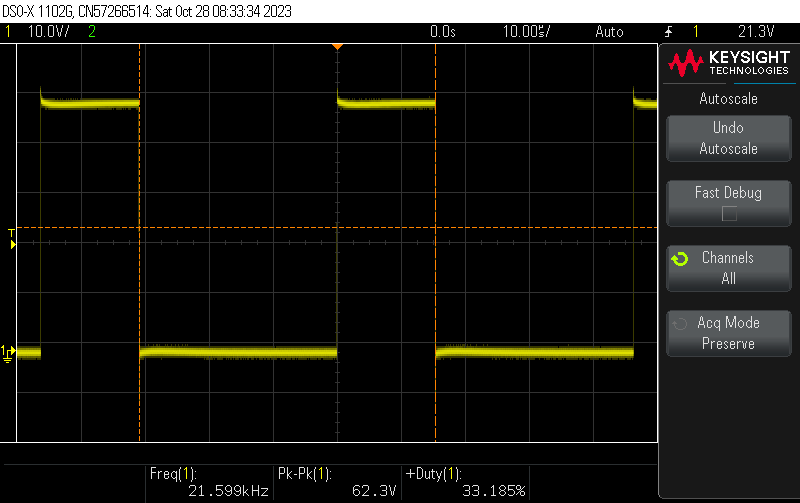 DSO-X 1102G, CN57266514: Sat Oct 28 08:33:34 2023
1 10.0V/ 2 0.0s 10.00us/ Auto 1 21.3V
KEYSIGHT
TECHNOLOGIES
Autoscale
Undo
Autoscale
Fast Debug
Channels
All
Acq Mode
Preserve
T
1
Freq(1): Pk-Pk(1): +Duty(1):
21.599kHz 62.3V 33.185%